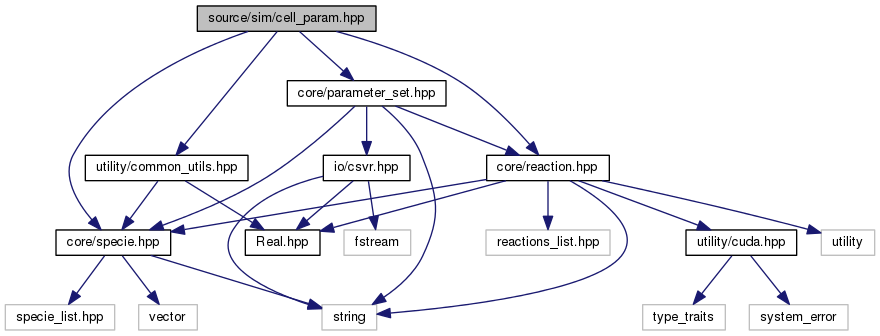 source/sim/cell_param.hpp
core/parameter_set.hpp
utility/common_utils.hpp
io/csvr.hpp
core/reaction.hpp
core/specie.hpp
Real.hpp
fstream
reactions_list.hpp
utility/cuda.hpp
utility
specie_list.hpp
vector
string
type_traits
system_error